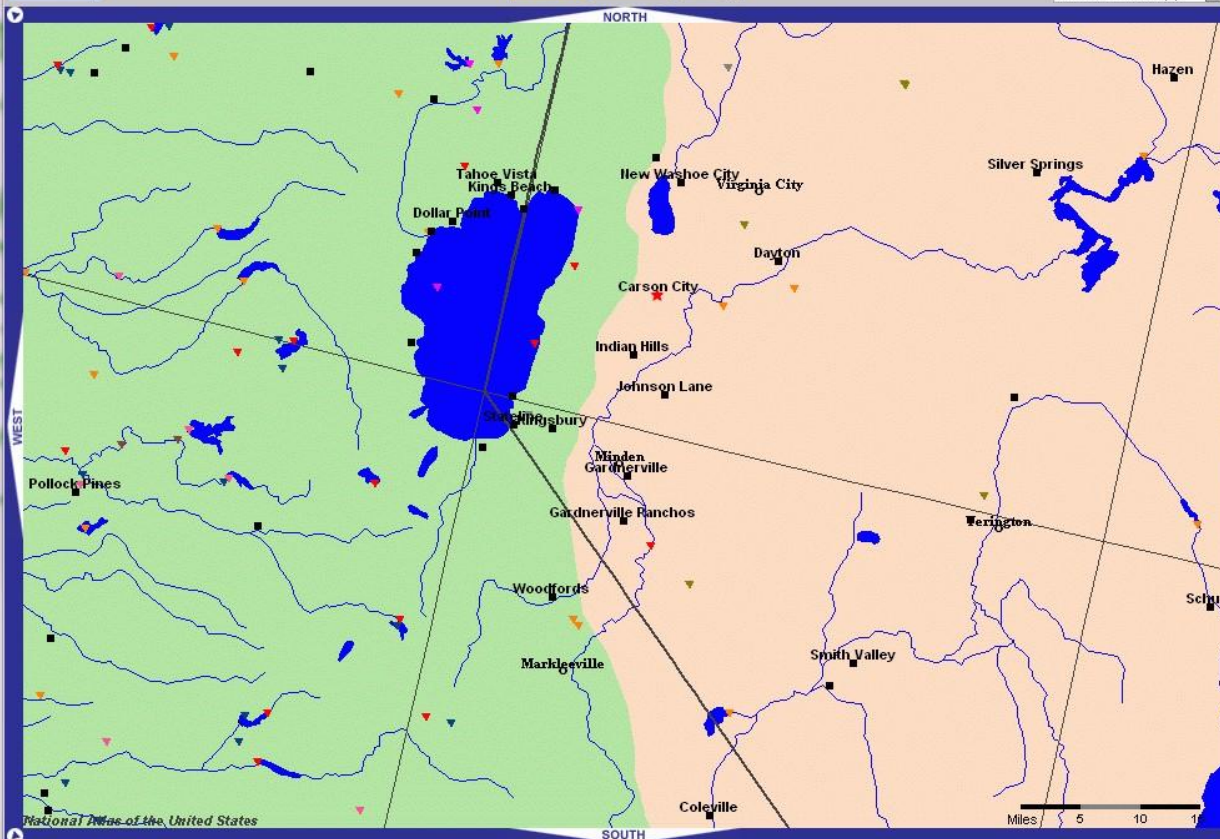 NORTH
Hazen
Silver Springs
Tahoe Vista
New Washoe City
Kings Beach
Virginia City
Dollar Point
Dayton
Carson City
Indian Hills
Johnson Lane
WEST
Stateline
Kingsbury
Minden
Gardnerville
Pollock Pines
Gardnerville Ranchos
Yerington
Woodfords
Schu
Smith Valley
Markleeville
Coleville
National Atlas of the United States
Miles 5 10
SOUTH